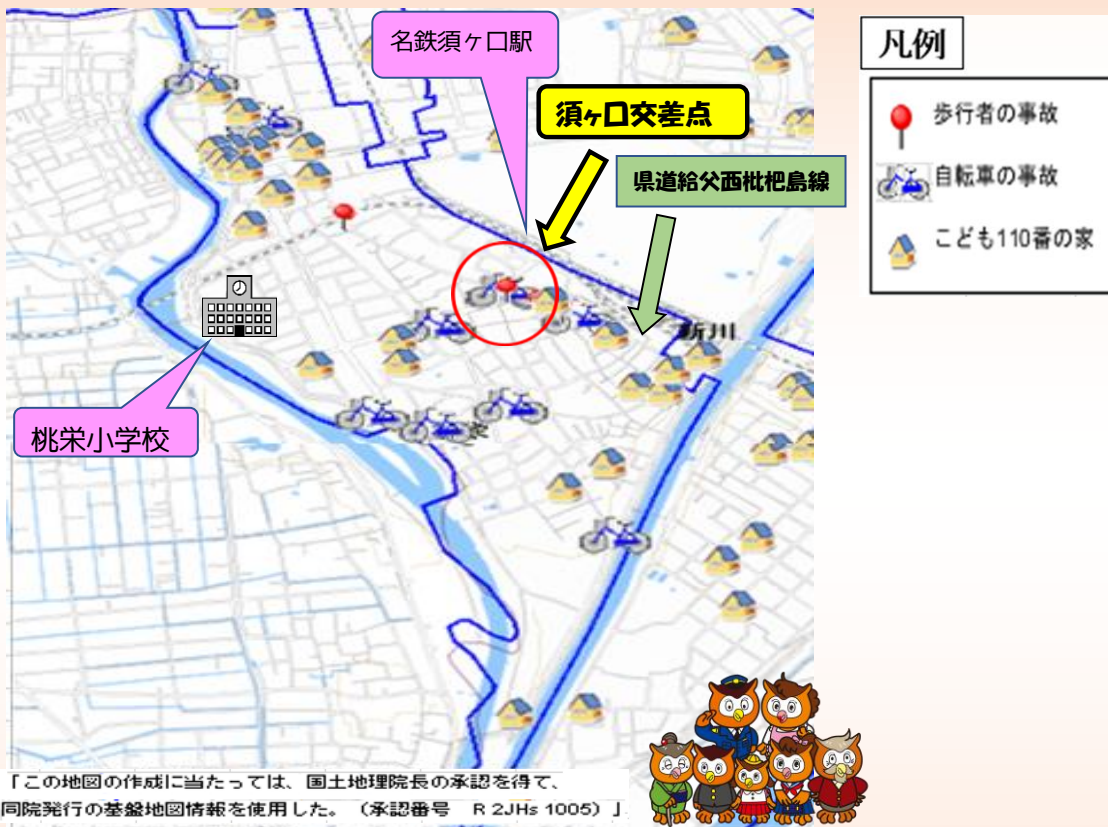 名鉄須ケ口駅
須ヶ口交差点
県道給父西枇杷島線
新川
桃栄小学校
凡例
歩行者の事故
自転車の事故
こども110番の家
「この地図の作成に当たっては、国土地理院長の承認を得て、
同院発行の基盤地図情報を使用した。（承認番号　R 2JHs 1005）」